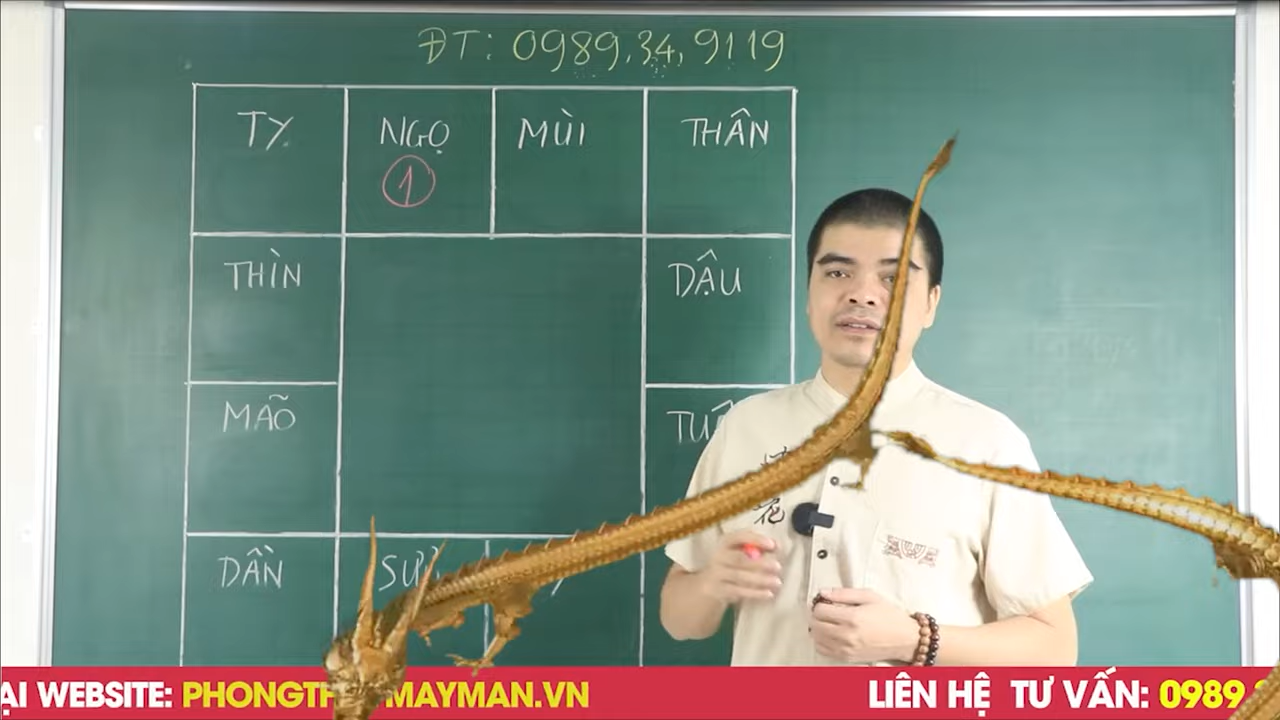 ĐT: 0989.34.9119
TỴ NGỌ MÙI THÂN
1
THÌN DẬU
MÃO
DẦN
ẠI WEBSITE: MAYMAN.VN LIÊN HỆ TƯ VẤN: 0989